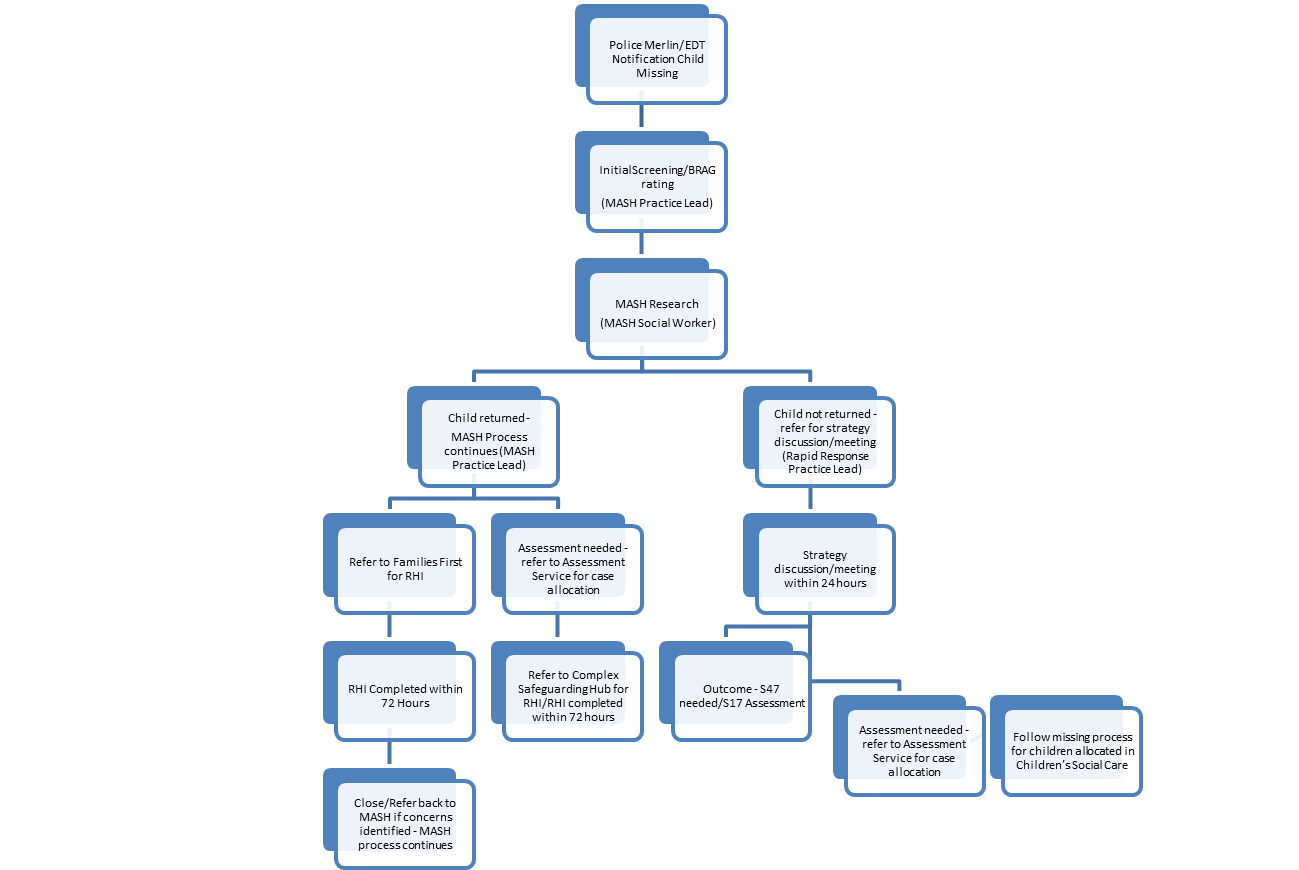 Police Merlin/EDT
Notification Child
Missing
Initial Screening/BRAG
rating
(MASH Practice Lead)
MASH Research
(MASH Social Worker)
Child returned -
MASH Process
continues (MASH
Practice Lead)
Child not returned -
refer for strategy
discussion/meeting
(Rapid Response
Practice Lead)
Refer to Families First
for RHI
Assessment needed -
refer to Assessment
Service for case
allocation
Strategy
discussion/meeting
within 24 hours
RHI Completed within
72 Hours
Refer to Complex
Safeguarding Hub for
RHI/RHI completed
within 72 hours
Outcome - S47
needed/S17 Assessment
Assessment needed -
refer to Assessment
Service for case
allocation
Follow missing process
for children allocated in
Children's Social Care
Close/Refer back to
MASH if concerns
identified - MASH
process continues